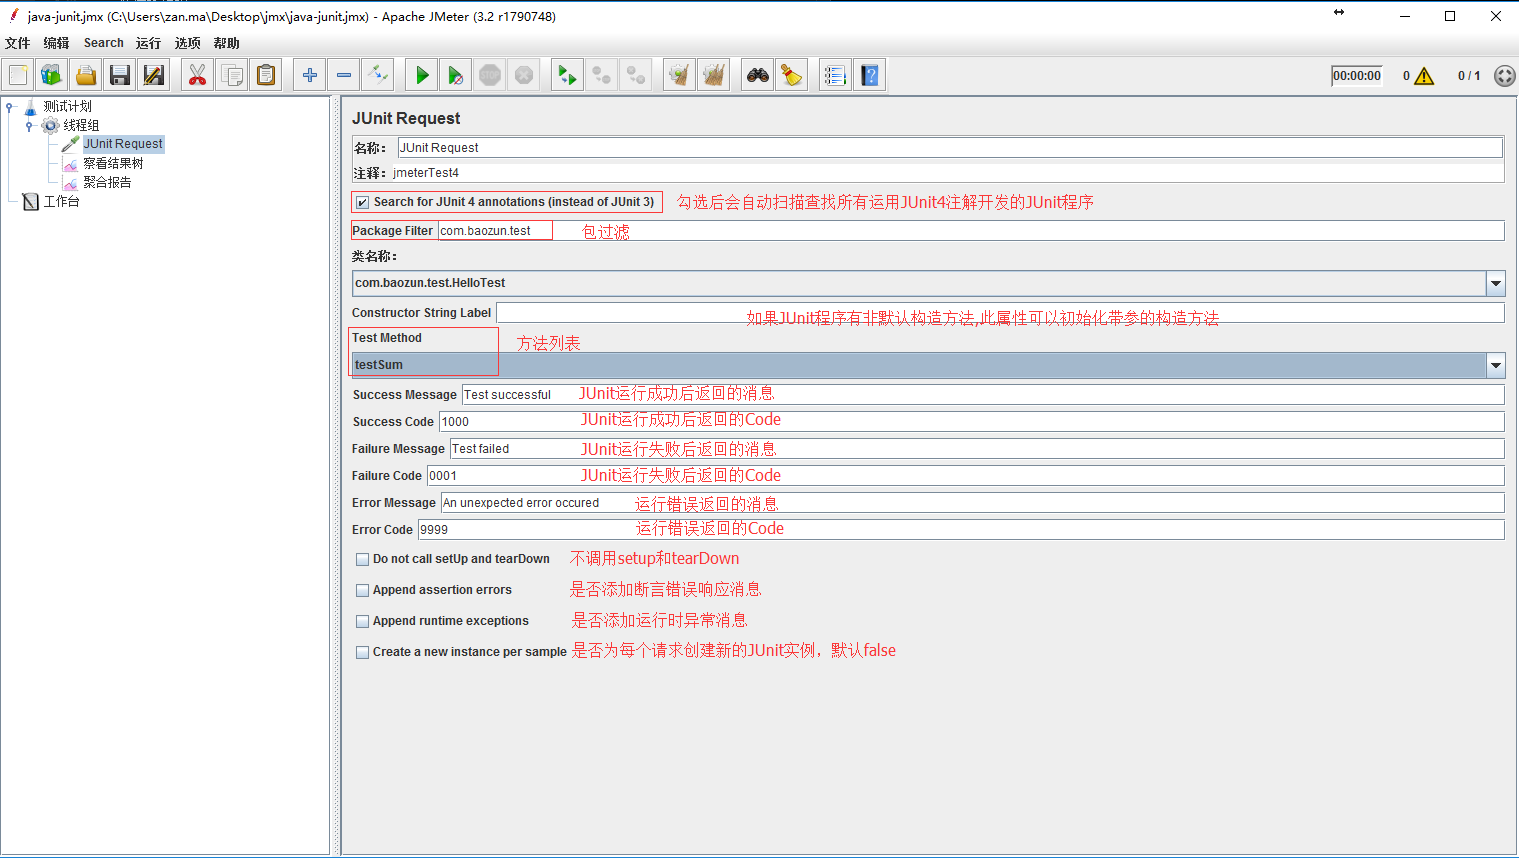 java-junit.jmx (C:\Users\zan.ma\Desktop\jmx\java-junit.jmx) - Apache JMeter (3.2 r1790748)
文件 编辑 Search 运行 选项 帮助
STOP
00:00:00 0 0 / 1
测试计划
线程组
JUnit Request
察看结果树
聚合报告
工作台
JUnit Request
名称： JUnit Request
注释： jmeterTest4
Search for JUnit 4 annotations (instead of JUnit 3) 勾选后会自动扫描查找所有运用JUnit4注解开发的JUnit程序
Package Filter com.baozun.test 包过滤
类名称：
com.baozun.test.HelloTest
Constructor String Label 如果JUnit程序有非默认构造方法,此属性可以初始化带参的构造方法
Test Method 方法列表
testSum
Success Message Test successful JUnit运行成功后返回的消息
Success Code 1000 JUnit运行成功后返回的Code
Failure Message Test failed JUnit运行失败后返回的消息
Failure Code 0001 JUnit运行失败后返回的Code
Error Message An unexpected error occured 运行错误返回的消息
Error Code 9999 运行错误返回的Code
Do not call setUp and tearDown 不调用setup和tearDown
Append assertion errors 是否添加断言错误响应消息
Append runtime exceptions 是否添加运行时异常消息
Create a new instance per sample 是否为每个请求创建新的JUnit实例，默认false